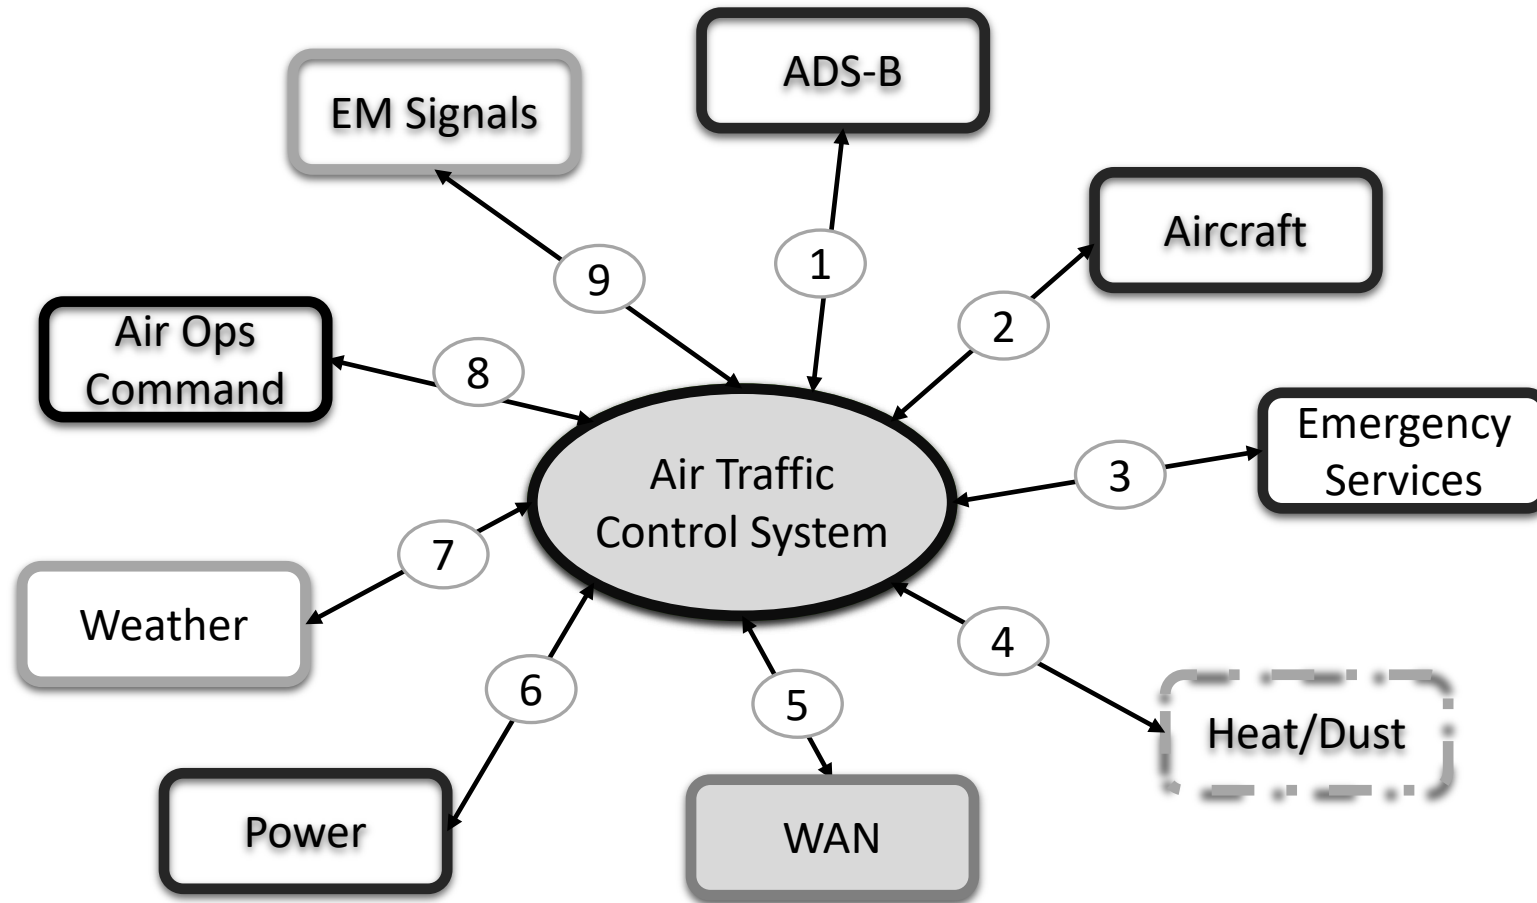 ADS-B
EM Signals
Aircraft
1
9
2
Air Ops
Command
8
Emergency
Services
3
Air Traffic
Control System
7
Weather
4
6
5
Heat/Dust
Power
WAN